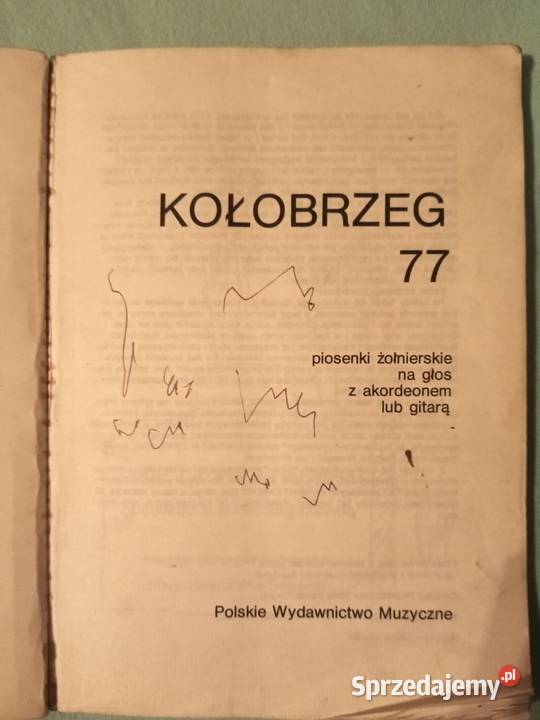 KOŁOBRZEG
77
piosenki żołnierskie
na głos
z akordeonem
lub gitarą
Polskie Wydawnictwo Muzyczne
Sprzedajemy.pl